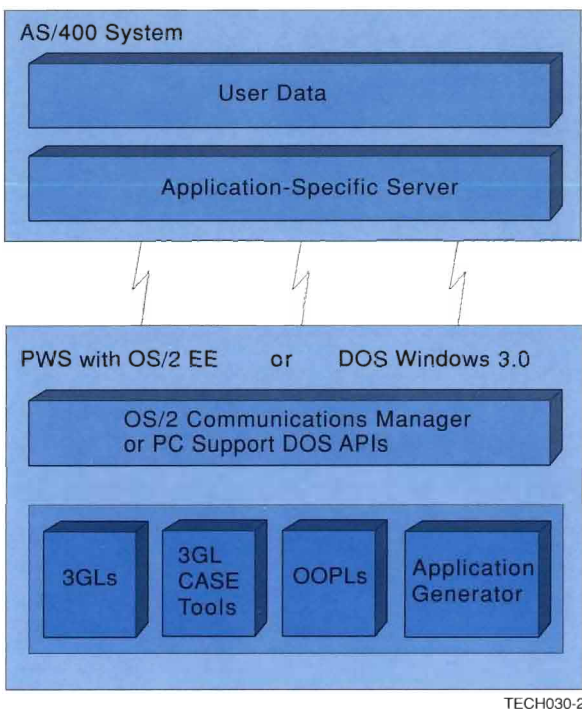 AS/400 System
User Data
Application-Specific Server
PWS with OS/2 EE or DOS Windows 3.0
OS/2 Communications Manager
or PC Support DOS APIs
3GLs
3GL
CASE
Tools
OOPLs
Application
Generator
TECH030-2